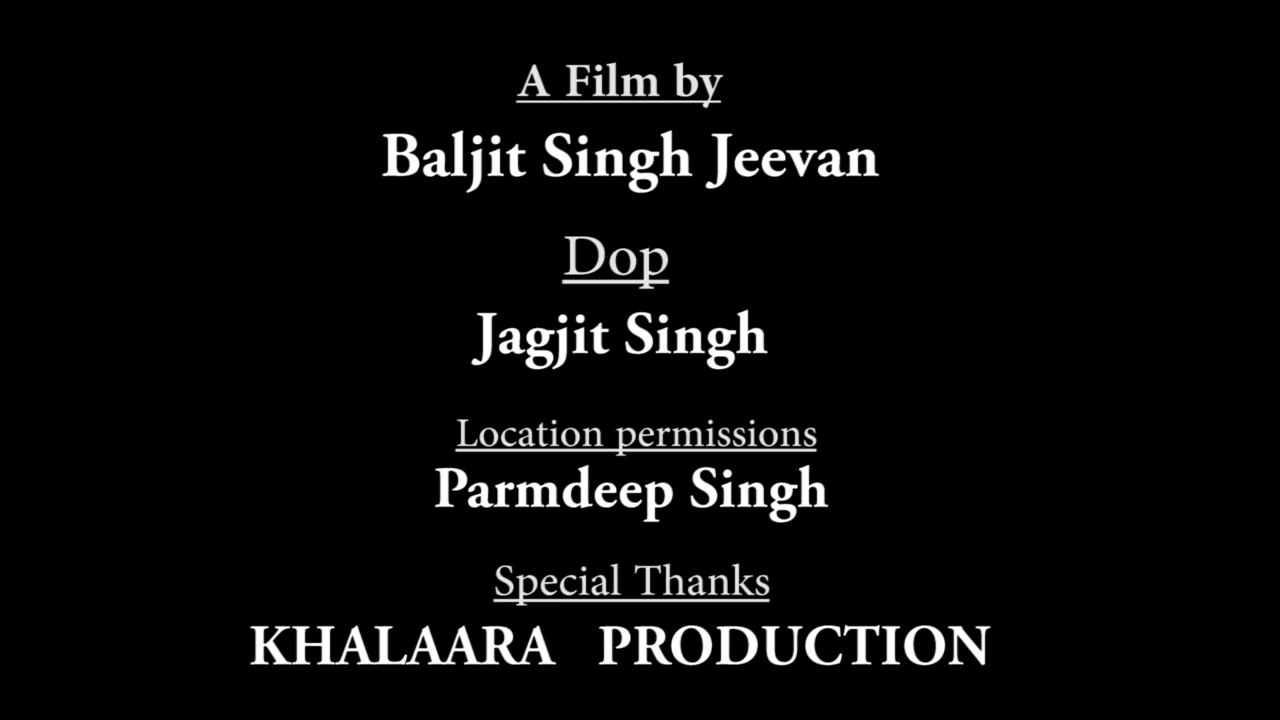 A Film by
Baljit Singh Jeevan
Dop
Jagjit Singh
Location permissions
Parmdeep Singh
Special Thanks
KHALAARA PRODUCTION